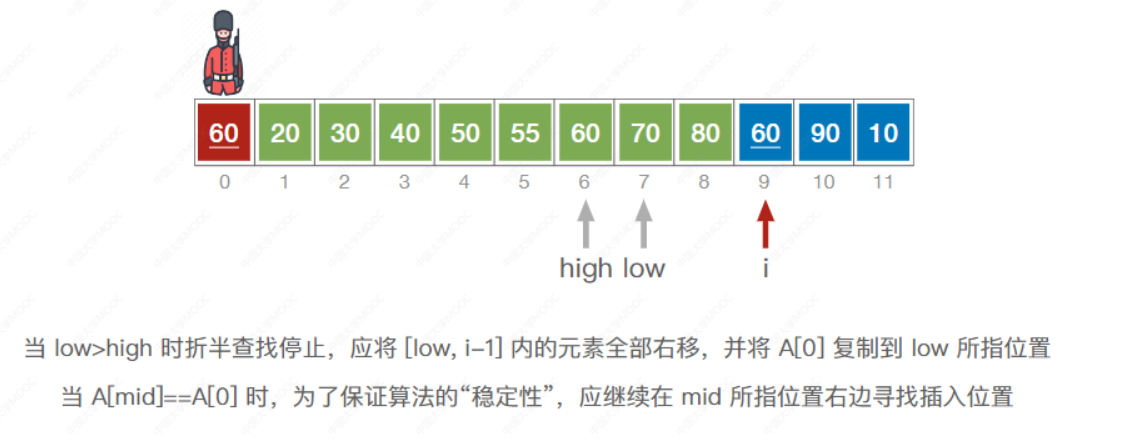 60 20 30 40 50 55 60 70 80 60 90 10
0 1 2 3 4 5 6 7 8 9 10 11
high low i
当 low>high 时折半查找停止，应将 [low, i-1] 内的元素全部右移，并将 A[0] 复制到 low 所指位置
当 A[mid]==A[0] 时，为了保证算法的“稳定性”，应继续在 mid 所指位置右边寻找插入位置